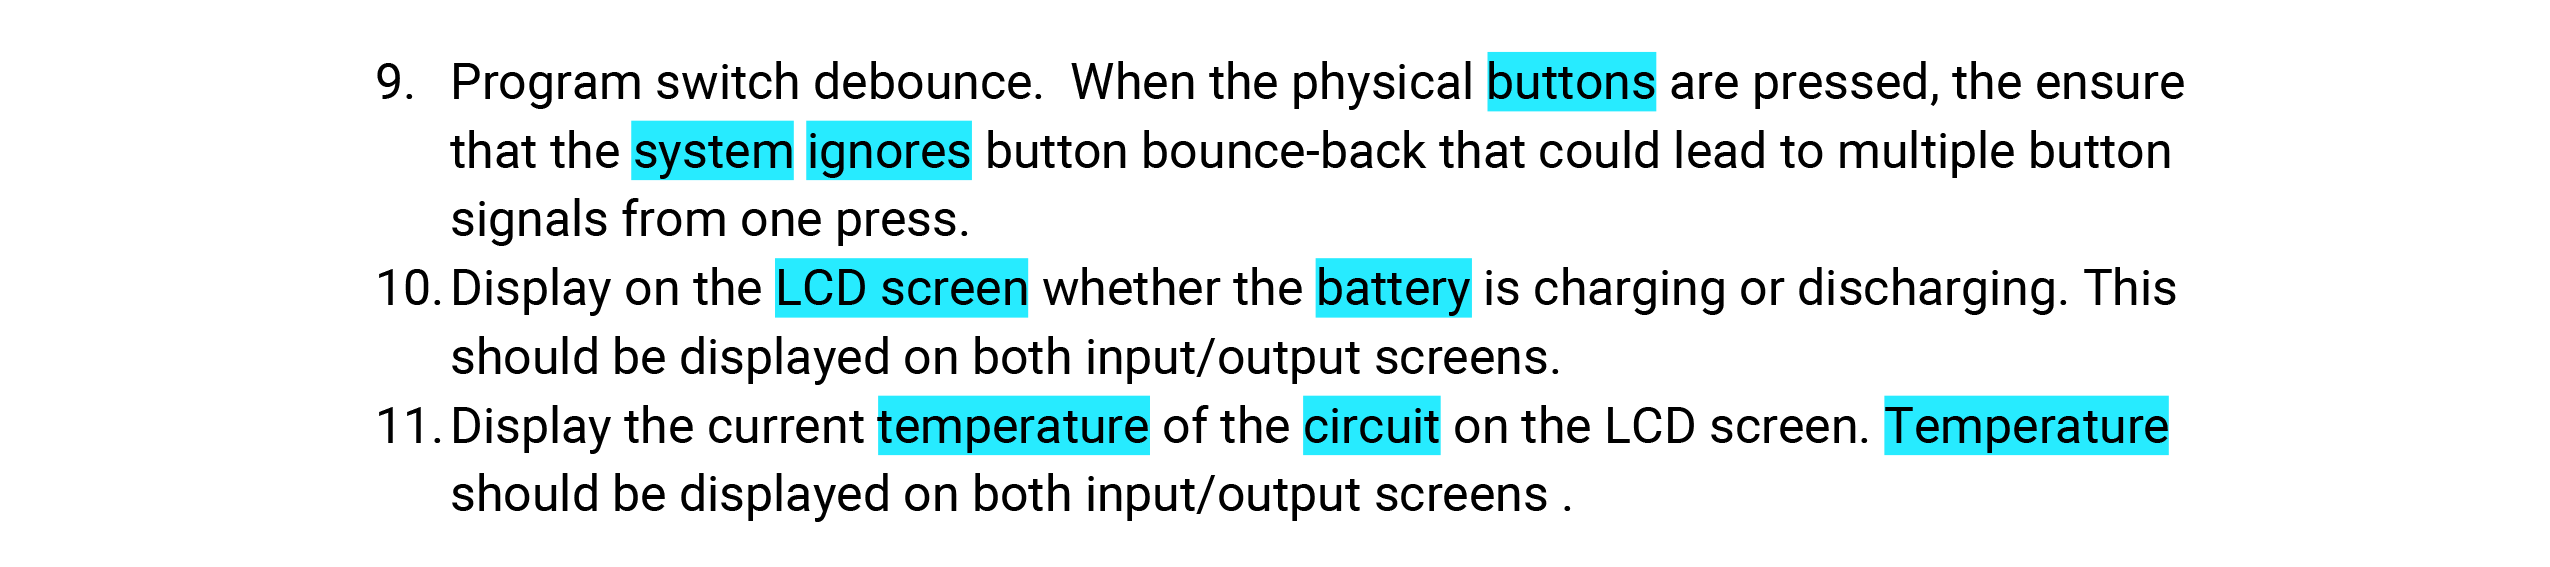 9. Program switch debounce.  When the physical buttons are pressed, the ensure
that the system ignores button bounce-back that could lead to multiple button
signals from one press.
10. Display on the LCD screen whether the battery is charging or discharging. This
should be displayed on both input/output screens.
11. Display the current temperature of the circuit on the LCD screen. Temperature
should be displayed on both input/output screens .